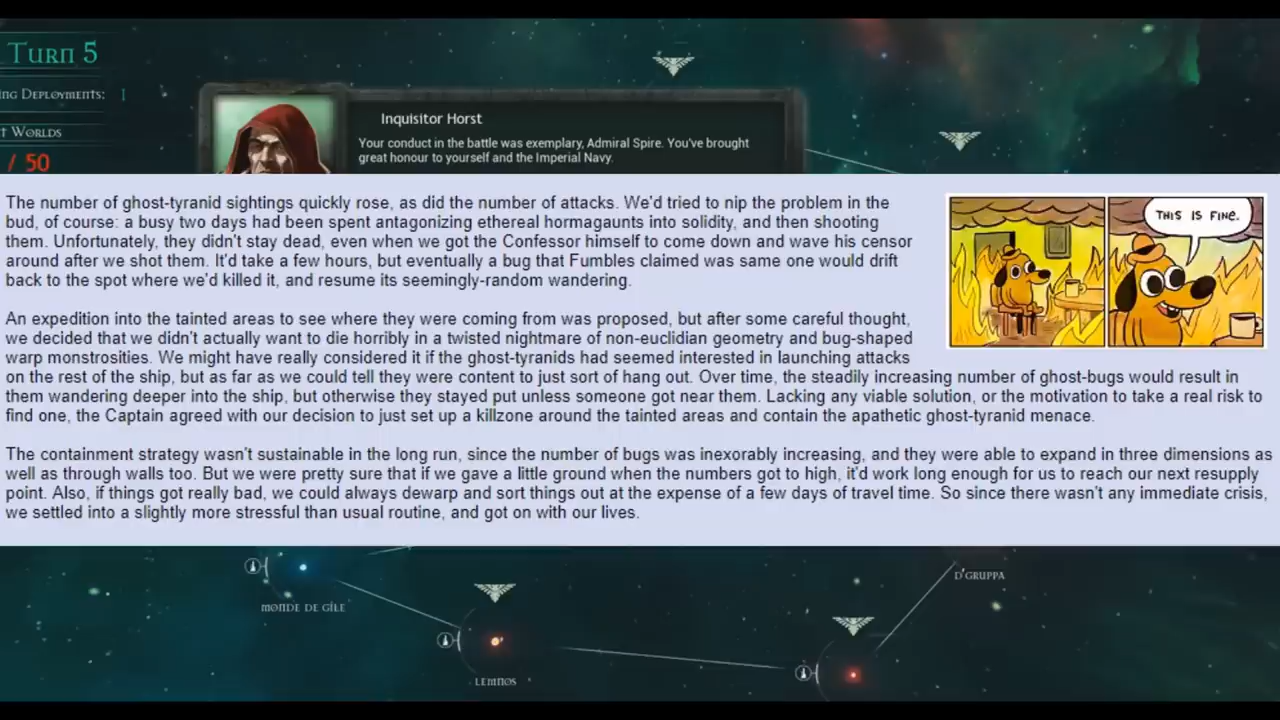 Turn 5
ng Deployments: 1
t Worlds
/ 50
Inquisitor Horst
Your conduct in the battle was exemplary, Admiral Spire. You've brought
great honour to yourself and the Imperial Navy.
The number of ghost-tyranid sightings quickly rose, as did the number of attacks. We'd tried to nip the problem in the
bud, of course: a busy two days had been spent antagonizing ethereal hormagaunts into solidity, and then shooting
them. Unfortunately, they didn't stay dead, even when we got the Confessor himself to come down and wave his censor
around after we shot them. It'd take a few hours, but eventually a bug that Fumbles claimed was same one would drift
back to the spot where we'd killed it, and resume its seemingly-random wandering.
THIS IS FINE.
An expedition into the tainted areas to see where they were coming from was proposed, but after some careful thought,
we decided that we didn't actually want to die horribly in a twisted nightmare of non-euclidian geometry and bug-shaped
warp monstrosities. We might have really considered it if the ghost-tyranids had seemed interested in launching attacks
on the rest of the ship, but as far as we could tell they were content to just sort of hang out. Over time, the steadily increasing number of ghost-bugs would result in
them wandering deeper into the ship, but otherwise they stayed put unless someone got near them. Lacking any viable solution, or the motivation to take a real risk to
find one, the Captain agreed with our decision to just set up a killzone around the tainted areas and contain the apathetic ghost-tyranid menace.
The containment strategy wasn't sustainable in the long run, since the number of bugs was inexorably increasing, and they were able to expand in three dimensions as
well as through walls too. But we were pretty sure that if we gave a little ground when the numbers got to high, it'd work long enough for us to reach our next resupply
point. Also, if things got really bad, we could always dewarp and sort things out at the expense of a few days of travel time. So since there wasn't any immediate crisis,
we settled into a slightly more stressful than usual routine, and got on with our lives.
Monde de Gîle
Lemnos
D'Gruppa